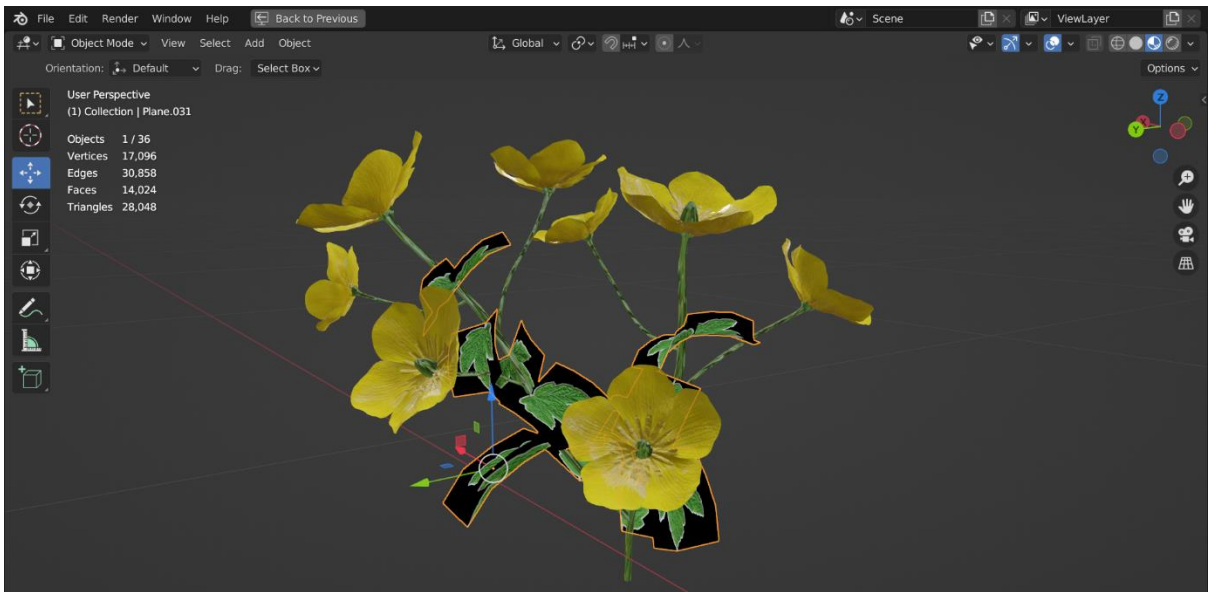 File Edit Render Window Help Back to Previous Scene ViewLayer
Object Mode View Select Add Object Global
Orientation: Default Drag: Select Box Options
User Perspective
(1) Collection | Plane.031
Objects 1 / 36
Vertices 17,096
Edges 30,858
Faces 14,024
Triangles 28,048
Z
X
Y